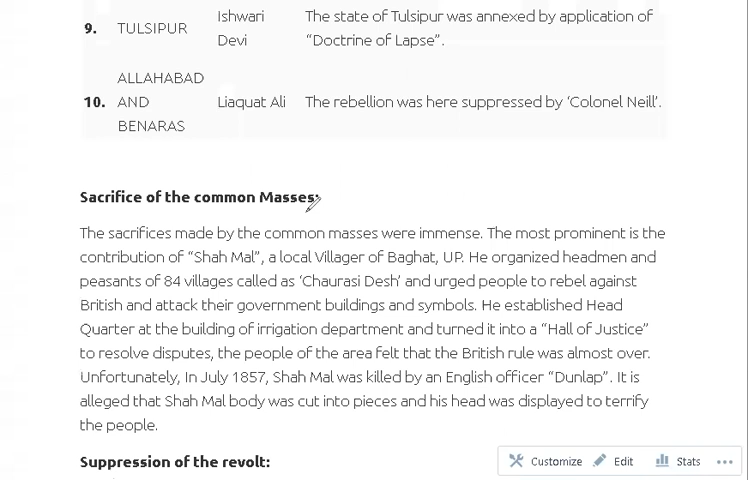 9. TULSIPUR Ishwari Devi The state of Tulsipur was annexed by application of “Doctrine of Lapse”.
10. ALLAHABAD AND BENARAS Liaquat Ali The rebellion was here suppressed by ‘Colonel Neill’.
Sacrifice of the common Masses:
The sacrifices made by the common masses were immense. The most prominent is the
contribution of “Shah Mal”, a local Villager of Baghat, UP. He organized headmen and
peasants of 84 villages called as ‘Chaurasi Desh’ and urged people to rebel against
British and attack their government buildings and symbols. He established Head
Quarter at the building of irrigation department and turned it into a “Hall of Justice”
to resolve disputes, the people of the area felt that the British rule was almost over.
Unfortunately, In July 1857, Shah Mal was killed by an English officer “Dunlap”. It is
alleged that Shah Mal body was cut into pieces and his head was displayed to terrify
the people.
Suppression of the revolt:
Customize Edit Stats